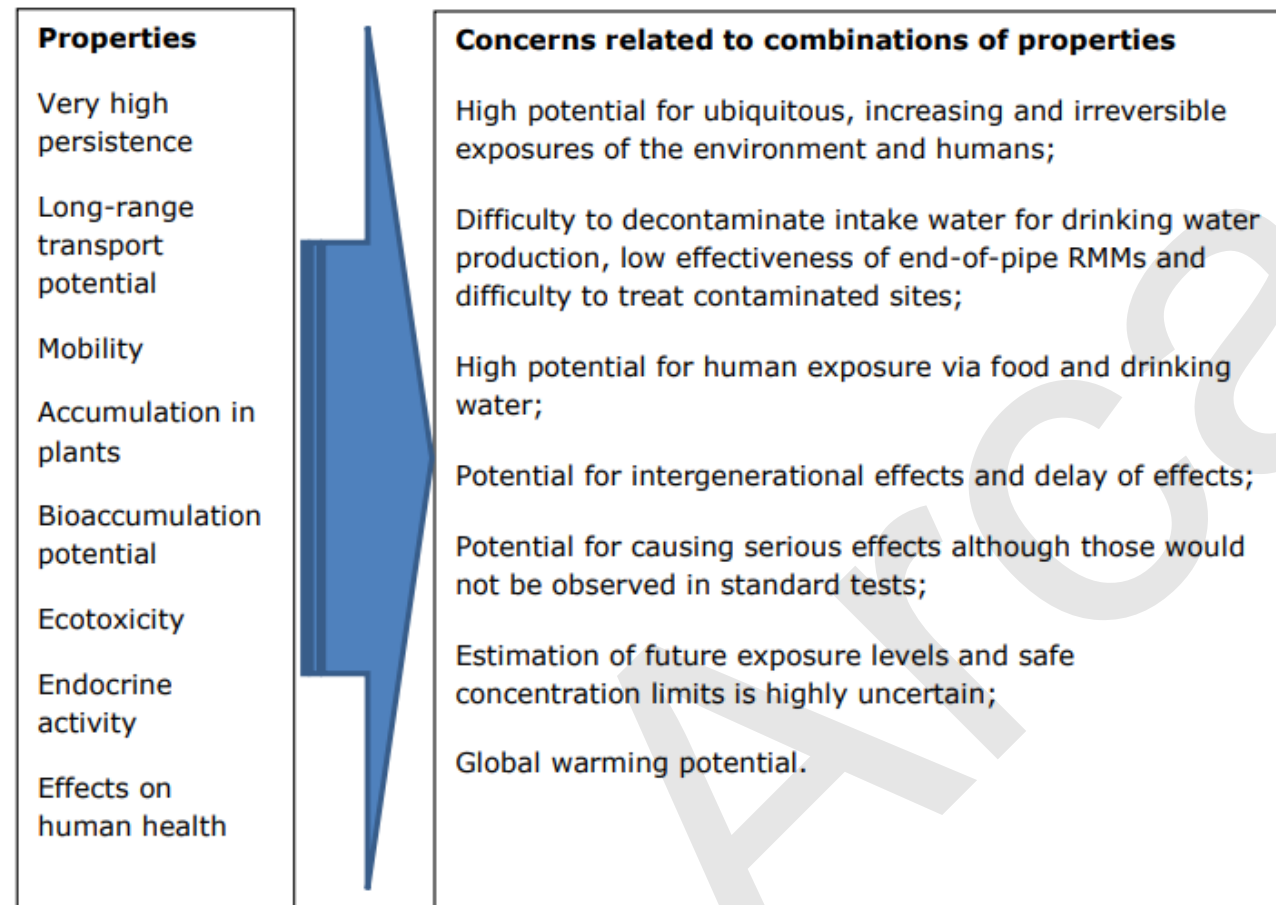 Properties
Very high
persistence
Long-range
transport
potential
Mobility
Accumulation in
plants
Bioaccumulation
potential
Ecotoxicity
Endocrine
activity
Effects on
human health
Concerns related to combinations of properties
High potential for ubiquitous, increasing and irreversible
exposures of the environment and humans;
Difficulty to decontaminate intake water for drinking water
production, low effectiveness of end-of-pipe RMMs and
difficulty to treat contaminated sites;
High potential for human exposure via food and drinking
water;
Potential for intergenerational effects and delay of effects;
Potential for causing serious effects although those would
not be observed in standard tests;
Estimation of future exposure levels and safe
concentration limits is highly uncertain;
Global warming potential.
Arca